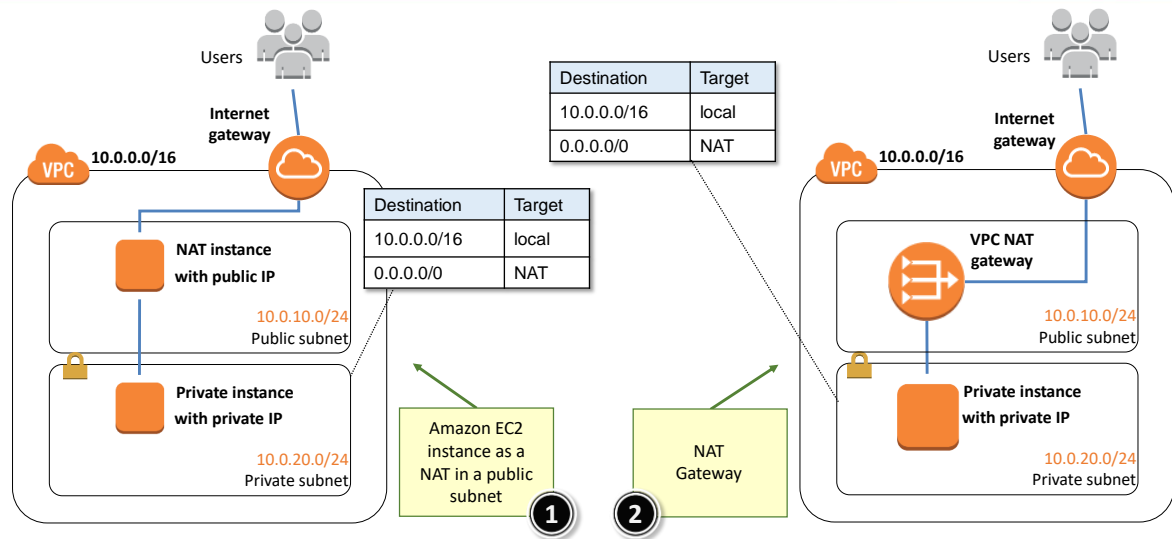 Users
Internet
gateway
VPC
10.0.0.0/16
Destination Target
10.0.0.0/16 local
0.0.0.0/0 NAT
NAT instance
with public IP
10.0.10.0/24
Public subnet
Private instance
with private IP
10.0.20.0/24
Private subnet
Amazon EC2
instance as a
NAT in a public
subnet
1
Destination Target
10.0.0.0/16 local
0.0.0.0/0 NAT
Users
Internet
gateway
VPC
10.0.0.0/16
VPC NAT
gateway
10.0.10.0/24
Public subnet
Private instance
with private IP
10.0.20.0/24
Private subnet
NAT
Gateway
2